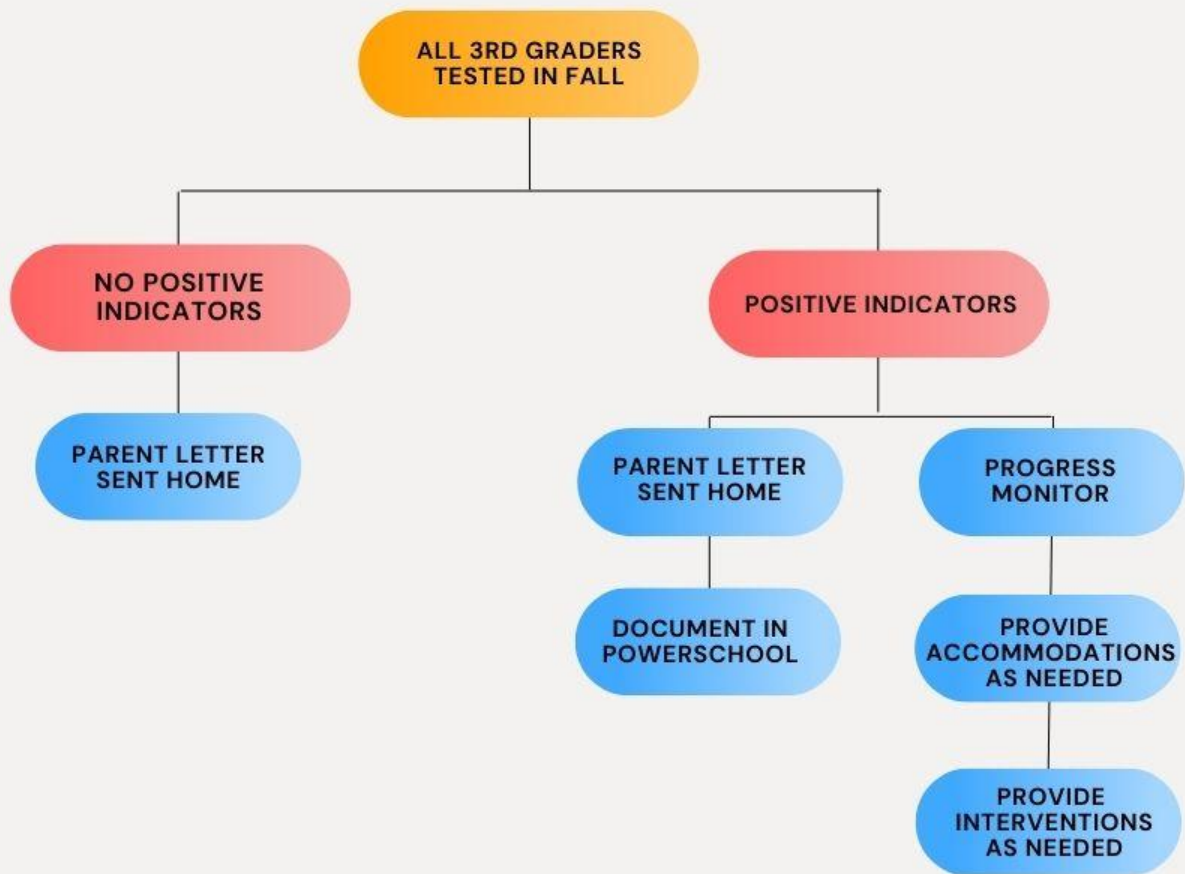 ALL 3RD GRADERS
TESTED IN FALL
NO POSITIVE
INDICATORS
POSITIVE INDICATORS
PARENT LETTER
SENT HOME
PARENT LETTER
SENT HOME
PROGRESS
MONITOR
DOCUMENT IN
POWERSCHOOL
PROVIDE
ACCOMMODATIONS
AS NEEDED
PROVIDE
INTERVENTIONS
AS NEEDED